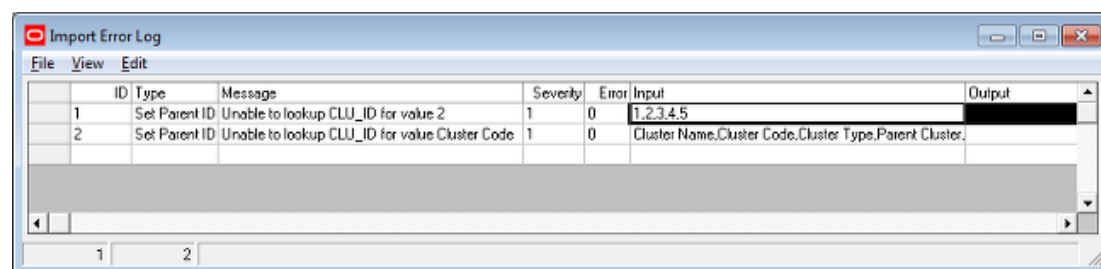 Import Error Log
File View Edit
ID Type Message Severity Error Input Output
1 Set Parent ID Unable to lookup CLU_ID for value 2 1 0 1,2,3,4,5
2 Set Parent ID Unable to lookup CLU_ID for value Cluster Code 1 0 Cluster Name,Cluster Code,Cluster Type,Parent Cluster,
1 2